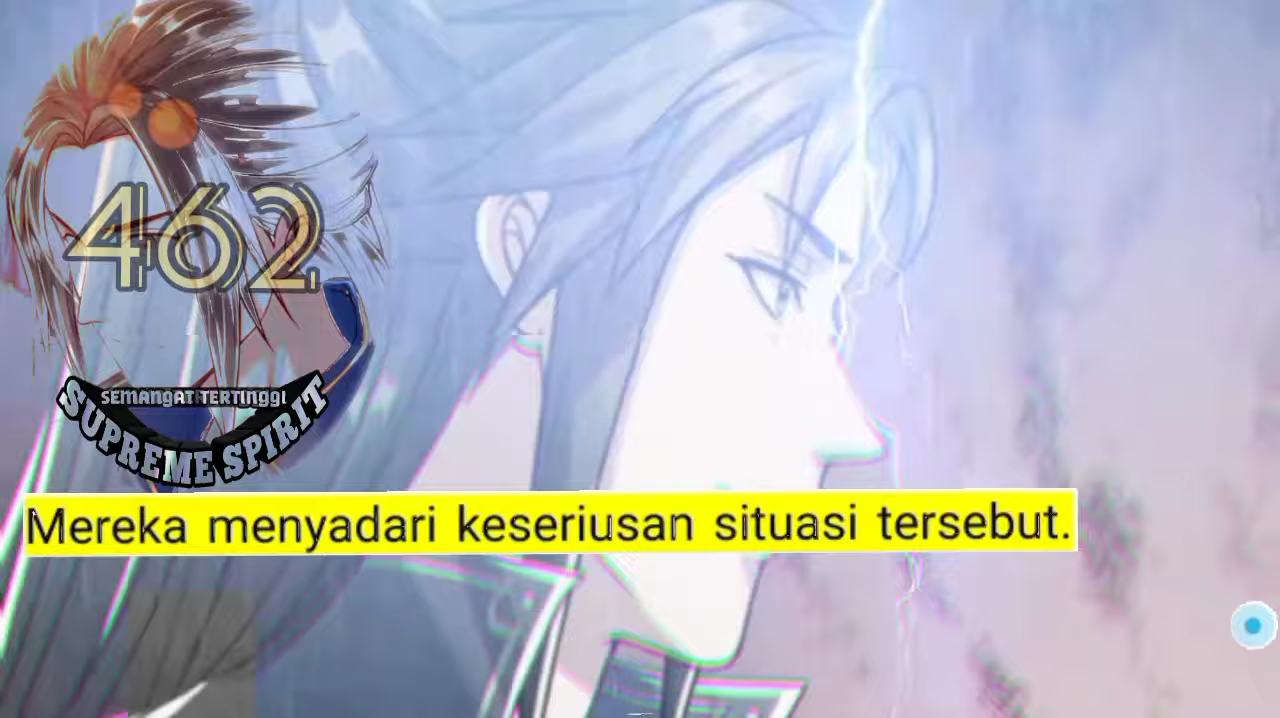 462
SEMANGAT TERTINGGI
SUPREME SPIRIT
Mereka menyadari keseriusan situasi tersebut.